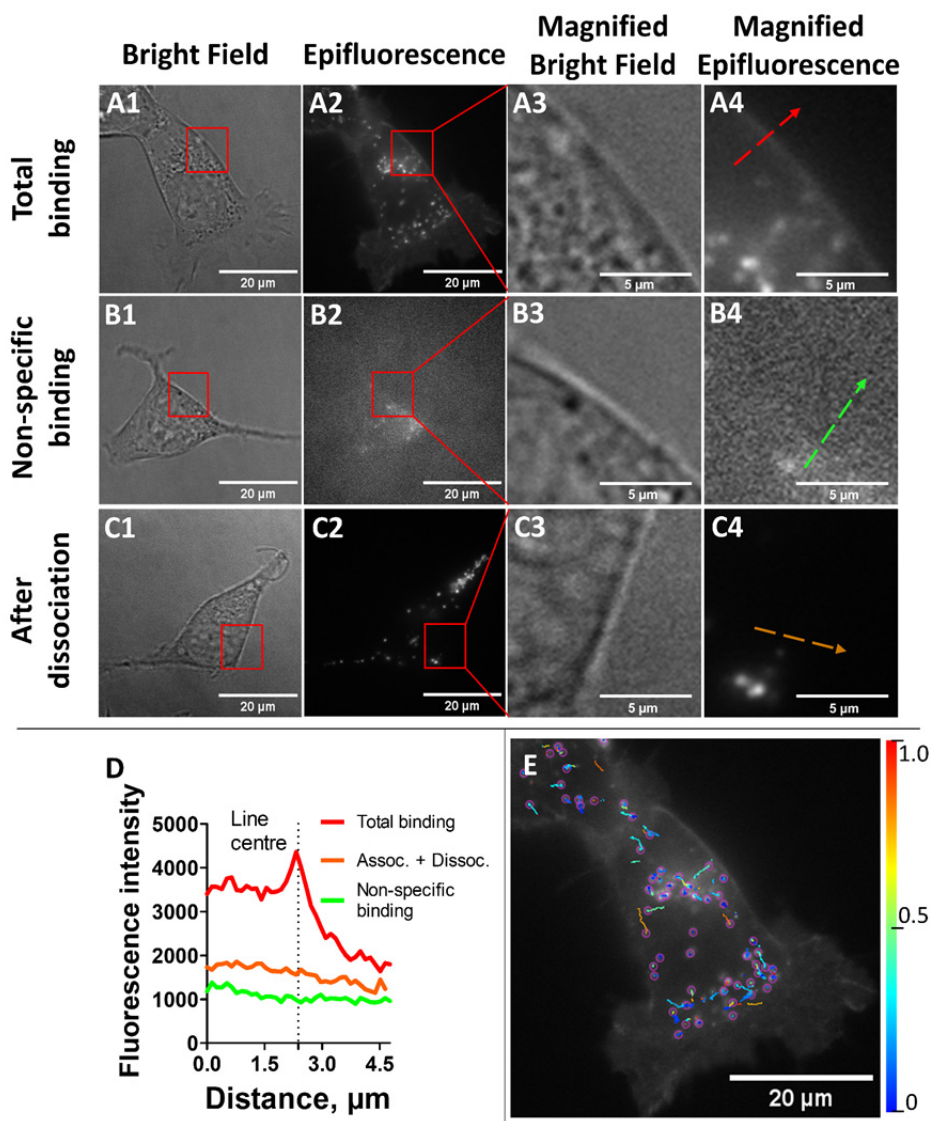 Bright Field
Epifluorescence
Magnified
Bright Field
Magnified
Epifluorescence
Total
binding
A1
20 µm
A2
20 µm
A3
5 µm
A4
5 µm
Non-specific
binding
B1
20 µm
B2
20 µm
B3
5 µm
B4
5 µm
After
dissociation
C1
20 µm
C2
20 µm
C3
5 µm
C4
5 µm
D
Fluorescence intensity
5000
4000
3000
2000
1000
0
Line
centre
Total binding
Assoc. + Dissoc.
Non-specific
binding
0.0 1.5 3.0 4.5
Distance, µm
E
20 µm
1.0
0.5
0